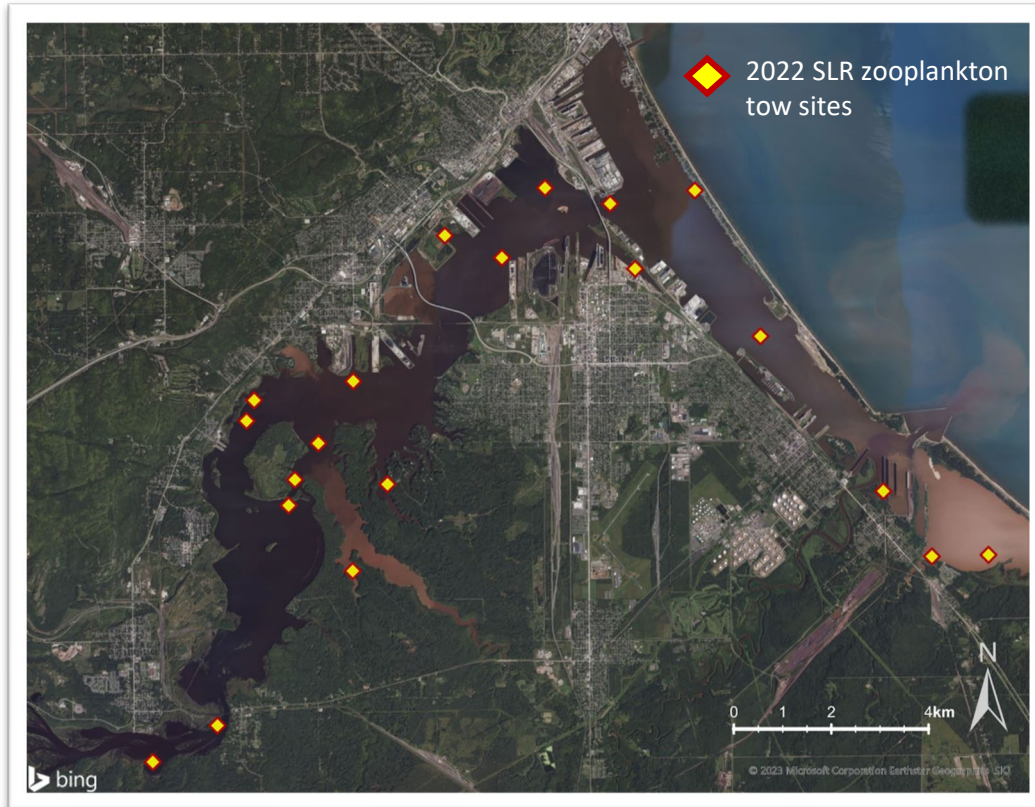 2022 SLR zooplankton
tow sites
N
0 1 2 4km
bing
© 2023 Microsoft Corporation Earthstar Geographics SIO